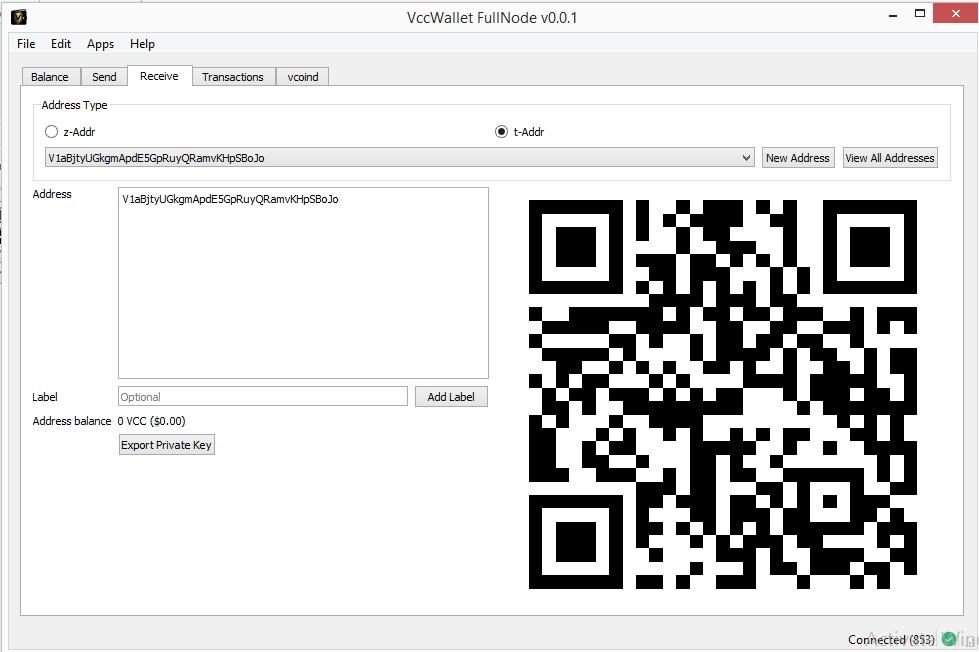 VccWallet FullNode v0.0.1
File Edit Apps Help
Balance Send Receive Transactions vcoind
Address Type
z-Addr t-Addr
V1aBjtyUGkgmApdE5GpRuyQRamvKHpSBoJo New Address View All Addresses
Address V1aBjtyUGkgmApdE5GpRuyQRamvKHpSBoJo
Label Optional Add Label
Address balance 0 VCC ($0.00)
Export Private Key
Connected (853)
Activate Win